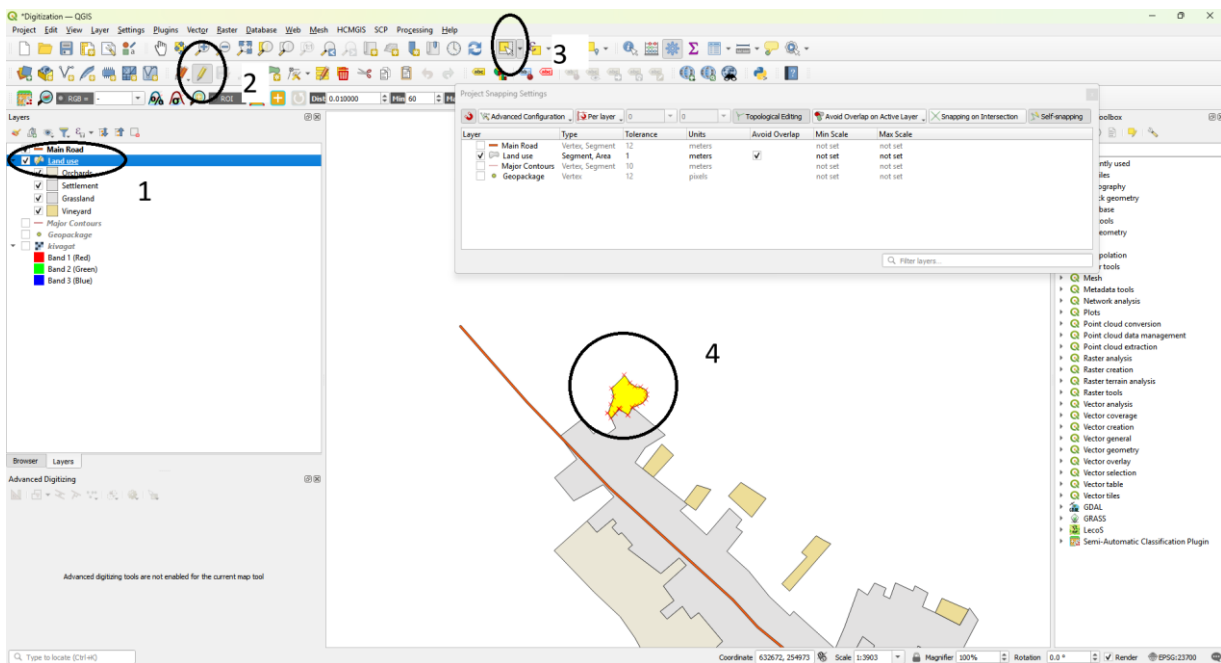 *Digitization — QGIS
Project Edit View Layer Settings Plugins Vector Raster Database Web Mesh HCMGIS SCP Processing Help
3
2
RGB = - ROI Dist 0.010000 Min 60
Project Snapping Settings
Advanced Configuration Per layer 0 0 Topological Editing Avoid Overlap on Active Layer Snapping on Intersection Self-snapping
Layer Type Tolerance Units Avoid Overlap Min Scale Max Scale
Main Road Vertex, Segment 12 meters not set not set
Land use Segment, Area 1 meters not set not set
Major Contours Vertex, Segment 10 meters not set not set
Geopackage Vertex 12 pixels not set not set
Filter layers...
Layers
Main Road
Land use
Orchards
Settlement
Grassland
Vineyard
Major Contours
Geopackage
kivagat
Band 1 (Red)
Band 2 (Green)
Band 3 (Blue)
1
Browser Layers
Advanced Digitizing
Advanced digitizing tools are not enabled for the current map tool
4
Mesh
Metadata tools
Network analysis
Plots
Point cloud conversion
Point cloud data management
Point cloud extraction
Raster analysis
Raster creation
Raster terrain analysis
Raster tools
Vector analysis
Vector coverage
Vector creation
Vector general
Vector geometry
Vector overlay
Vector selection
Vector table
Vector tiles
GDAL
GRASS
LecoS
Semi-Automatic Classification Plugin
Type to locate (Ctrl+K) Coordinate 632672, 254973 Scale 1:3903 Magnifier 100% Rotation 0.0 ° Render EPSG:23700